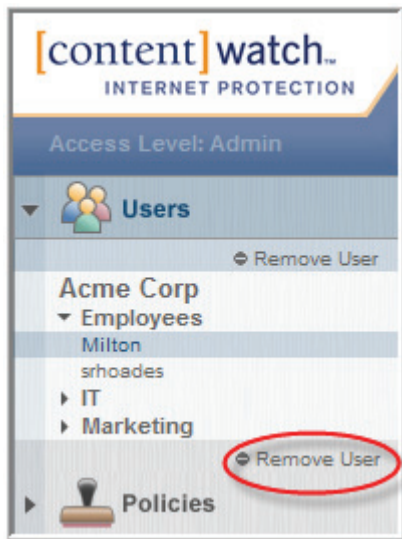 [content] watch™
INTERNET PROTECTION
Access Level: Admin
Users
Remove User
Acme Corp
Employees
Milton
srhoades
IT
Marketing
Remove User
Policies